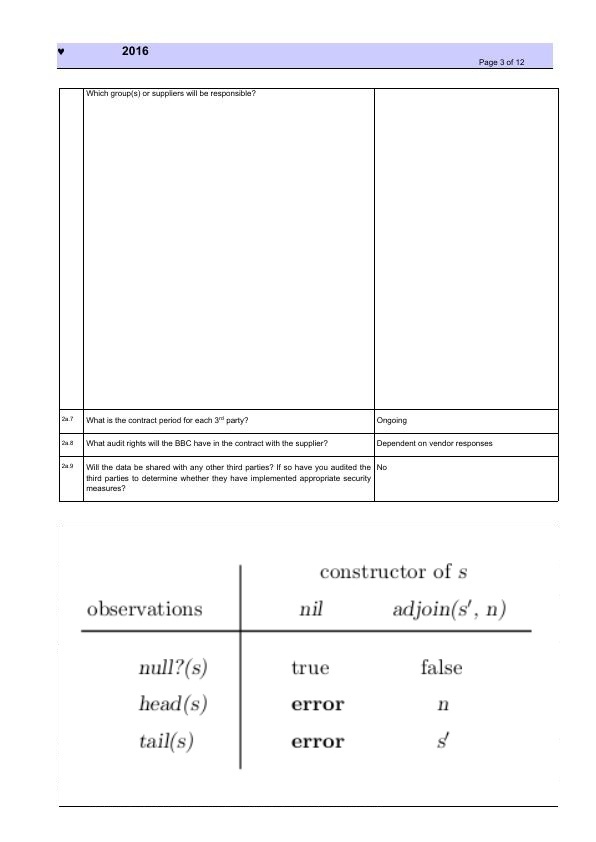 ♥ 2016
Page 3 of 12
Which group(s) or suppliers will be responsible?
2a.7 What is the contract period for each 3rd party? Ongoing
2a.8 What audit rights will the BBC have in the contract with the supplier? Dependent on vendor responses
2a.9 Will the data be shared with any other third parties? If so have you audited the No
third parties to determine whether they have implemented appropriate security
measures?
constructor of s
observations nil adjoin(s′, n)
null?(s) true false
head(s) error n
tail(s) error s′